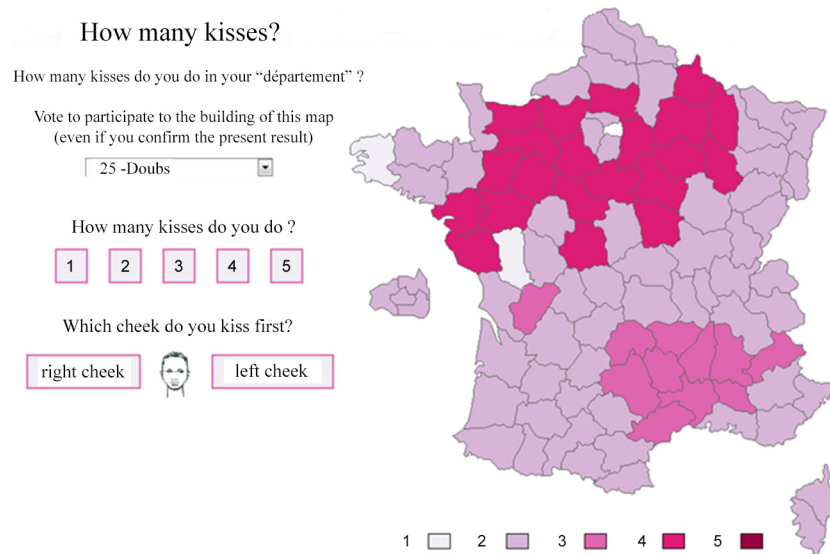 How many kisses?
How many kisses do you do in your “département” ?
Vote to participate to the building of this map
(even if you confirm the present result)
25 -Doubs
How many kisses do you do ?
1 2 3 4 5
Which cheek do you kiss first?
right cheek left cheek
1 2 3 4 5